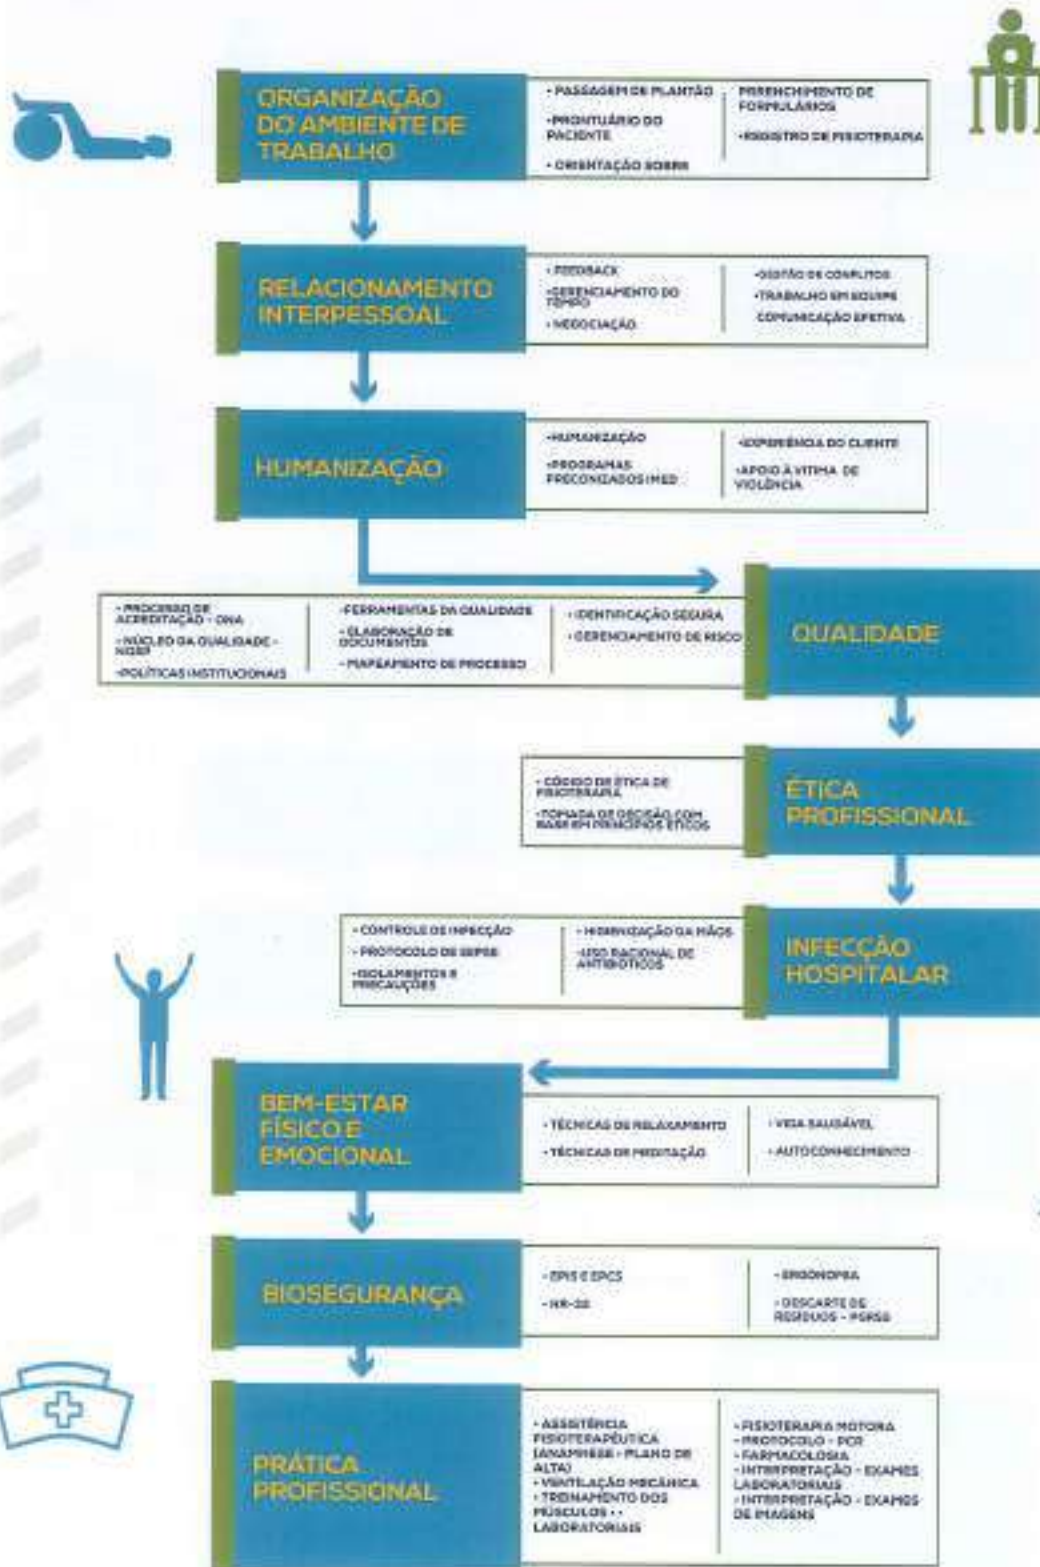 ORGANIZAÇÃO
DO AMBIENTE DE
TRABALHO
• PASSAGEM DE PLANTÃO
•PRONTUÁRIO DO
PACIENTE
• ORIENTAÇÃO SOBRE
PREENCHIMENTO DE
FORMULÁRIOS
•REGISTRO DE FISIOTERAPIA
RELACIONAMENTO
INTERPESSOAL
• FEEDBACK
•GERENCIAMENTO DO
TEMPO
• NEGOCIAÇÃO
•GESTÃO DE CONFLITOS
•TRABALHO EM EQUIPE
COMUNICAÇÃO EFETIVA
HUMANIZAÇÃO
•HUMANIZAÇÃO
•PROGRAMAS
PRECONIZADOS IMED
•EXPERIÊNCIA DO CLIENTE
•APOIO À VITIMA DE
VIOLÊNCIA
QUALIDADE
• PROCESSO DE
ACREDITAÇÃO - ONA
• NÚCLEO DA QUALIDADE -
NQSP
•POLÍTICAS INSTITUCIONAIS
•FERRAMENTAS DA QUALIDADE
• ELABORAÇÃO DE
DOCUMENTOS
• MAPEAMENTO DE PROCESSO
• IDENTIFICAÇÃO SEGURA
• GERENCIAMENTO DE RISCO
ÉTICA
PROFISSIONAL
• CÓDIGO DE ÉTICA DE
FISIOTERAPIA
•TOMADA DE DECISÃO COM
BASE EM PRINCÍPIOS ÉTICOS
INFECÇÃO
HOSPITALAR
• CONTROLE DE INFECÇÃO
• PROTOCOLO DE SEPSE
•ISOLAMENTOS E
PRECAUÇÕES
• HIGIENIZAÇÃO DA MÃOS
•USO RACIONAL DE
ANTIBIÓTICOS
BEM-ESTAR
FÍSICO E
EMOCIONAL
• TÉCNICAS DE RELAXAMENTO
• TÉCNICAS DE MEDITAÇÃO
• VIDA SAUDÁVEL
• AUTOCONHECIMENTO
BIOSEGURANÇA
• EPIS E EPCS
• ERGONOMIA
• DESCARTE DE
RESÍDUOS - PGRSS
PRÁTICA
PROFISSIONAL
• ASSISTÊNCIA
FISIOTERAPÊUTICA
(ANAMNESE - PLANO DE
ALTA)
• VENTILAÇÃO MECÂNICA
• TREINAMENTO DOS
MÚSCULOS • •
LABORATORIAIS
• FISIOTERAPIA MOTORA
• PROTOCOLO - PCR
• FARMACOLOGIA
• INTERPRETAÇÃO - EXAMES
LABORATORIAIS
• INTERPRETAÇÃO - EXAMES
DE IMAGENS